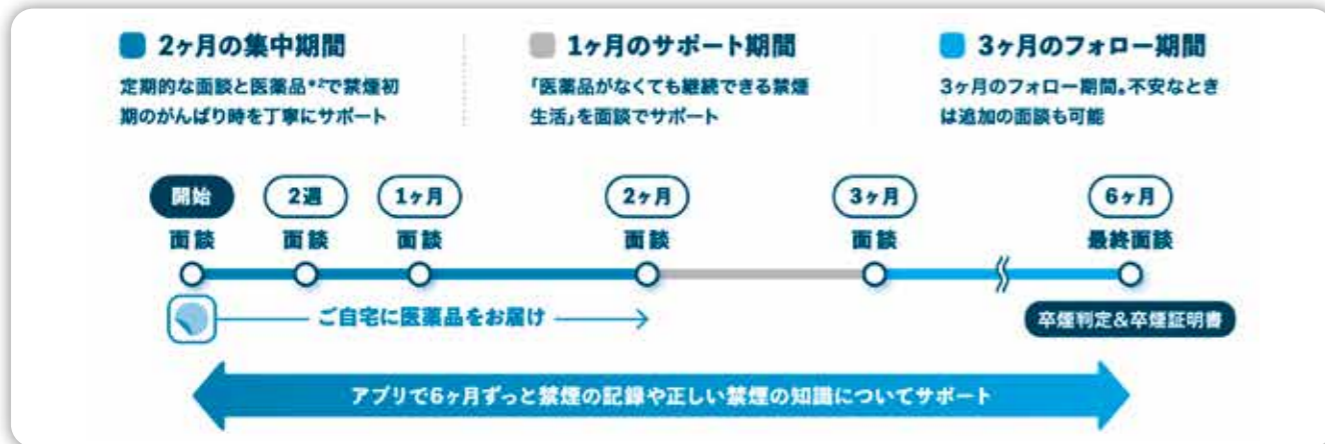 2ヶ月の集中期間
定期的な面談と医薬品*2で禁煙初
期のがんばり時を丁寧にサポート
1ヶ月のサポート期間
「医薬品がなくても継続できる禁煙
生活」を面談でサポート
3ヶ月のフォロー期間
3ヶ月のフォロー期間。不安なとき
は追加の面談も可能
開始
面談
2週
面談
1ヶ月
面談
2ヶ月
面談
3ヶ月
面談
6ヶ月
最終面談
ご自宅に医薬品をお届け
卒煙判定&卒煙証明書
アプリで6ヶ月ずっと禁煙の記録や正しい禁煙の知識についてサポート